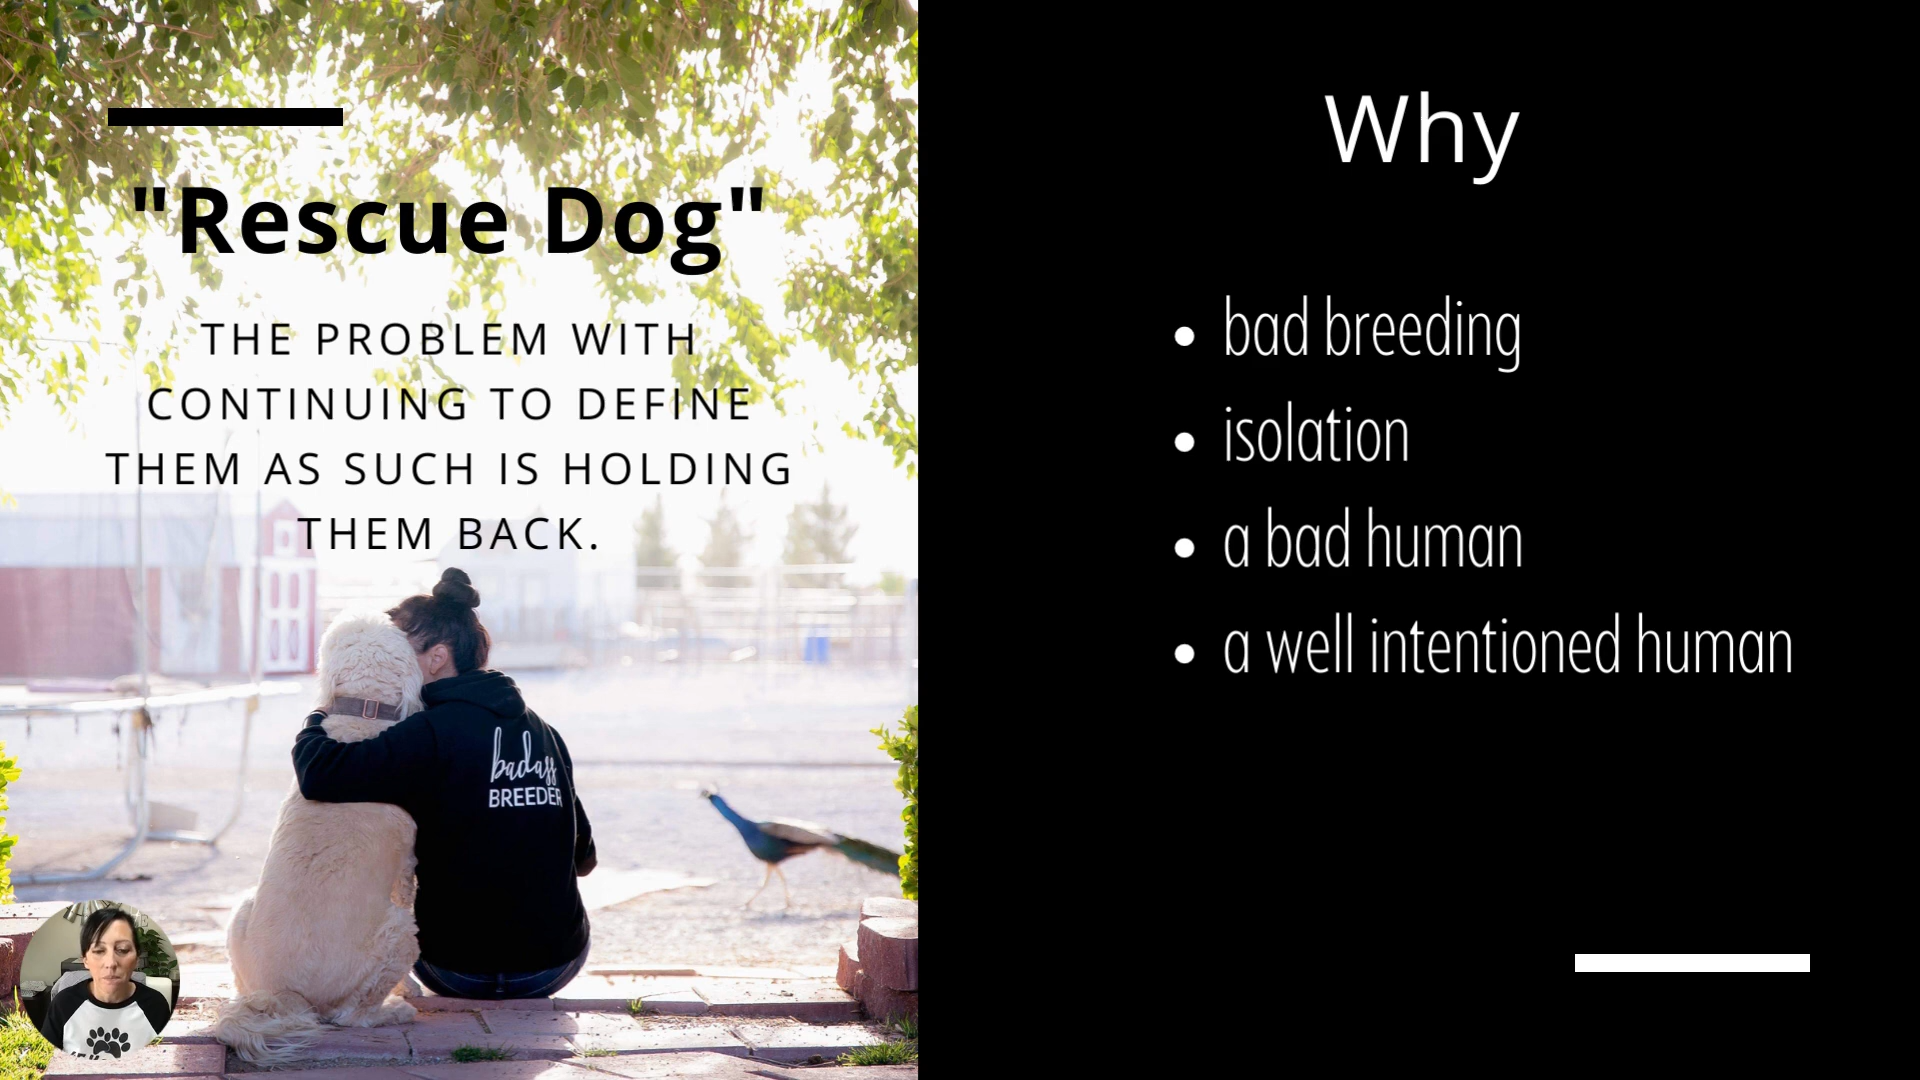 "Rescue Dog"
THE PROBLEM WITH
CONTINUING TO DEFINE
THEM AS SUCH IS HOLDING
THEM BACK.
badass
BREEDER
Why
• bad breeding
• isolation
• a bad human
• a well intentioned human